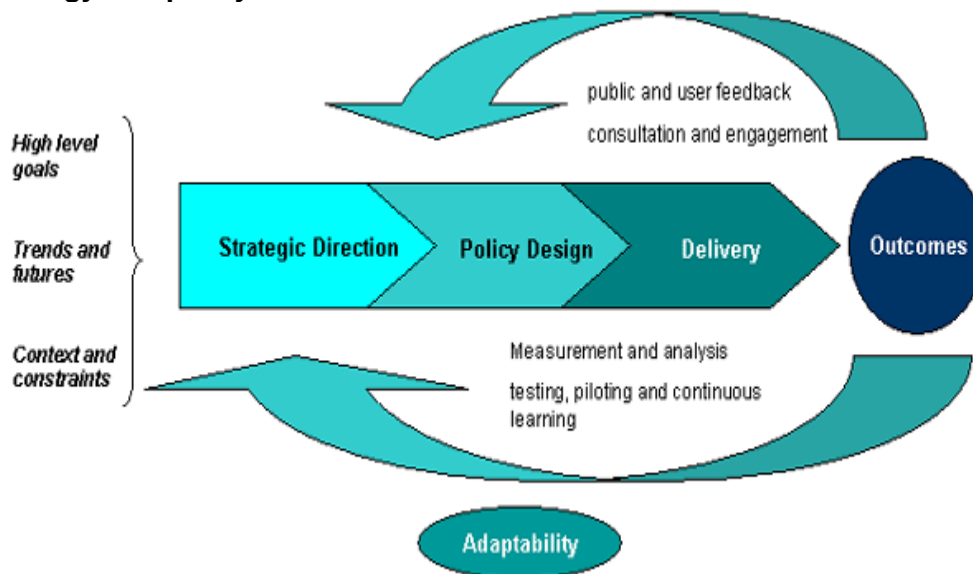 High level
goals
Trends and
futures
Context and
constraints
public and user feedback
consultation and engagement
Strategic Direction
Policy Design
Delivery
Outcomes
Measurement and analysis
testing, piloting and continuous
learning
Adaptability